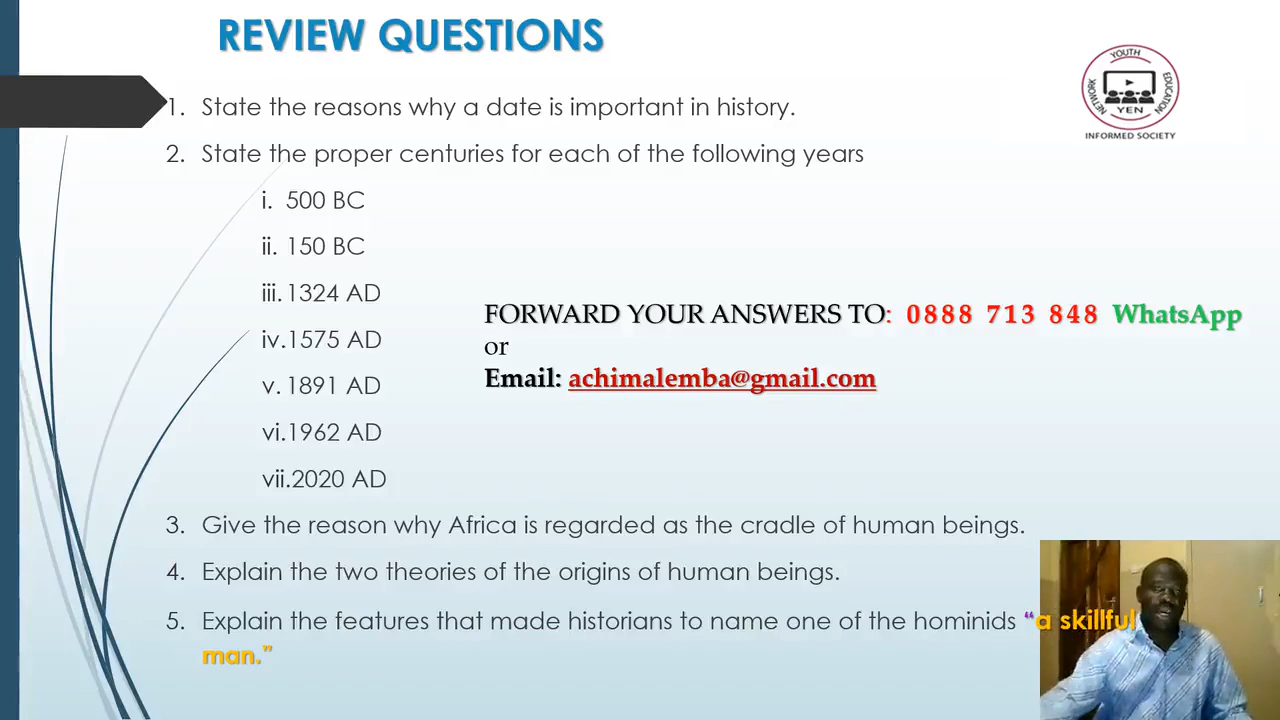 REVIEW QUESTIONS
YOUTH
EDUCATION
NETWORK
YEN
INFORMED SOCIETY
1. State the reasons why a date is important in history.
2. State the proper centuries for each of the following years
i. 500 BC
ii. 150 BC
iii. 1324 AD
iv.1575 AD
v. 1891 AD
vi.1962 AD
vii.2020 AD
FORWARD YOUR ANSWERS TO: 0888 713 848 WhatsApp
or
Email: achimalemba@gmail.com
3. Give the reason why Africa is regarded as the cradle of human beings.
4. Explain the two theories of the origins of human beings.
5. Explain the features that made historians to name one of the hominids “a skillful
man.”